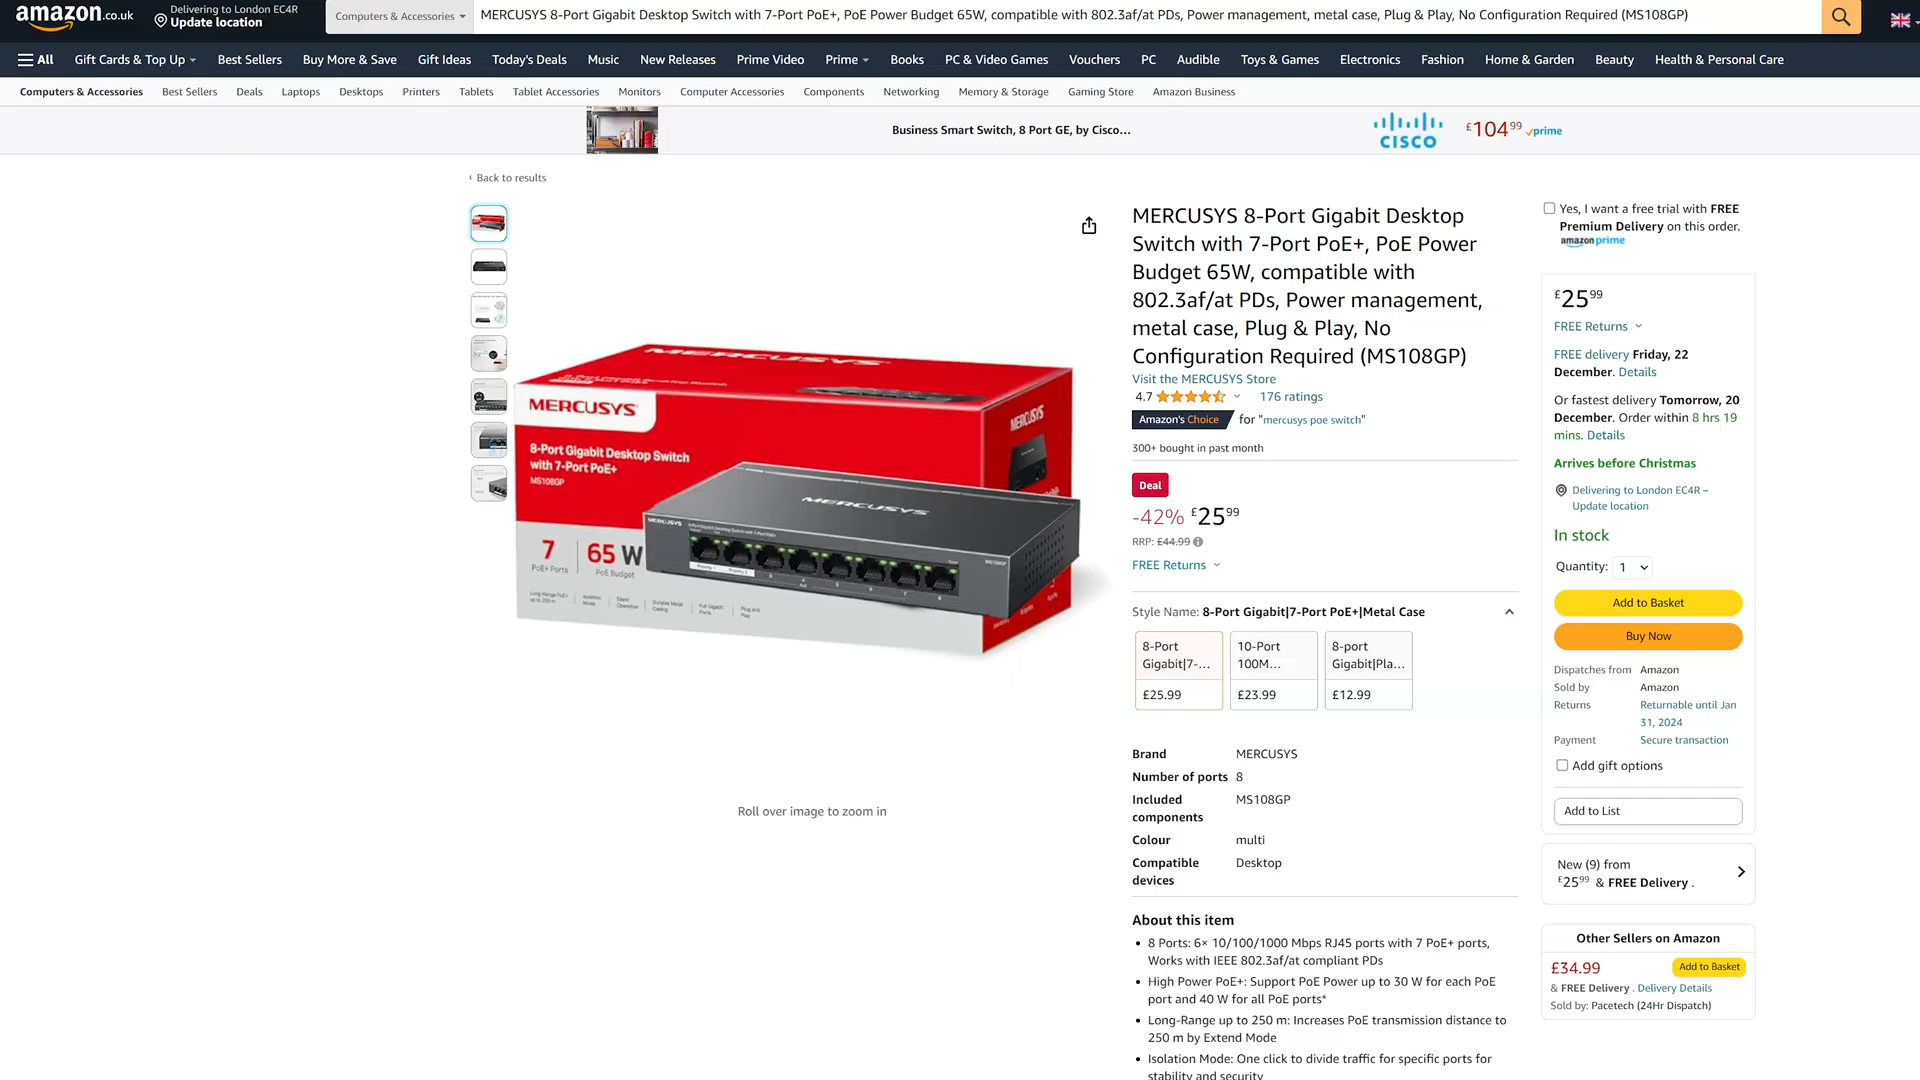 amazon.co.uk
Delivering to London EC4R
Update location
Computers & Accessories
MERCUSYS 8-Port Gigabit Desktop Switch with 7-Port PoE+, PoE Power Budget 65W, compatible with 802.3af/at PDs, Power management, metal case, Plug & Play, No Configuration Required (MS108GP)
All
Gift Cards & Top Up
Best Sellers
Buy More & Save
Gift Ideas
Today's Deals
Music
New Releases
Prime Video
Prime
Books
PC & Video Games
Vouchers
PC
Audible
Toys & Games
Electronics
Fashion
Home & Garden
Beauty
Health & Personal Care
Computers & Accessories
Best Sellers
Deals
Laptops
Desktops
Printers
Tablets
Tablet Accessories
Monitors
Computer Accessories
Components
Networking
Memory & Storage
Gaming Store
Amazon Business
Business Smart Switch, 8 Port GE, by Cisco...
CISCO
£104.99 prime
‹ Back to results
MERCUSYS
MERCUSYS
MERCUSYS
8-Port Gigabit Desktop Switch
with 7-Port PoE+
MS108GP
7
PoE+ Ports
65 W
PoE Budget
MERCUSYS
MERCUSYS
MS108GP
Roll over image to zoom in
MERCUSYS 8-Port Gigabit Desktop
Switch with 7-Port PoE+, PoE Power
Budget 65W, compatible with
802.3af/at PDs, Power management,
metal case, Plug & Play, No
Configuration Required (MS108GP)
Visit the MERCUSYS Store
4.7
176 ratings
Amazon's Choice for "mercusys poe switch"
300+ bought in past month
Deal
-42% £25.99
RRP: £44.99
FREE Returns
Style Name: 8-Port Gigabit|7-Port PoE+|Metal Case
8-Port
Gigabit|7-...
£25.99
10-Port
100M...
£23.99
8-port
Gigabit|Pla...
£12.99
Brand MERCUSYS
Number of ports 8
Included MS108GP
components
Colour multi
Compatible Desktop
devices
About this item
• 8 Ports: 6× 10/100/1000 Mbps RJ45 ports with 7 PoE+ ports,
Works with IEEE 802.3af/at compliant PDs
• High Power PoE+: Support PoE Power up to 30 W for each PoE
port and 40 W for all PoE ports*
• Long-Range up to 250 m: Increases PoE transmission distance to
250 m by Extend Mode
• Isolation Mode: One click to divide traffic for specific ports for
stability and security
Yes, I want a free trial with FREE
Premium Delivery on this order.
amazon prime
£25.99
FREE Returns
FREE delivery Friday, 22
December. Details
Or fastest delivery Tomorrow, 20
December. Order within 8 hrs 19
mins. Details
Arrives before Christmas
Delivering to London EC4R –
Update location
In stock
Quantity: 1
Add to Basket
Buy Now
Dispatches from Amazon
Sold by Amazon
Returns Returnable until Jan
31, 2024
Payment Secure transaction
Add gift options
Add to List
New (9) from
£25.99 & FREE Delivery .
Other Sellers on Amazon
£34.99
Add to Basket
& FREE Delivery . Delivery Details
Sold by: Pacetech (24Hr Dispatch)